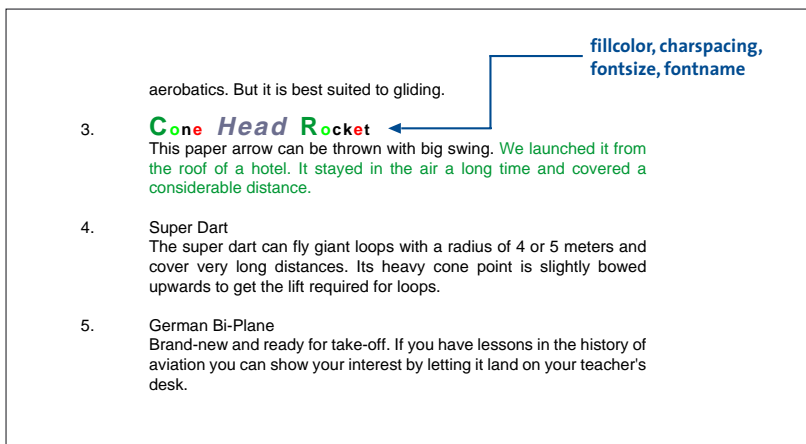 fillcolor, charspacing,
fontsize, fontname
aerobatics. But it is best suited to gliding.
3. Cone Head Rocket
This paper arrow can be thrown with big swing. We launched it from
the roof of a hotel. It stayed in the air a long time and covered a
considerable distance.
4. Super Dart
The super dart can fly giant loops with a radius of 4 or 5 meters and
cover very long distances. Its heavy cone point is slightly bowed
upwards to get the lift required for loops.
5. German Bi-Plane
Brand-new and ready for take-off. If you have lessons in the history of
aviation you can show your interest by letting it land on your teacher's
desk.